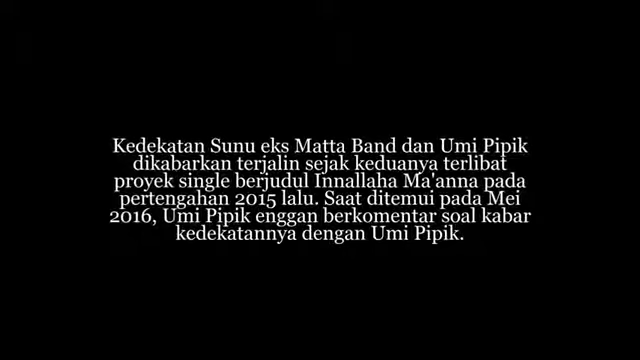 Kedekatan Sunu eks Matta Band dan Umi Pipik
dikabarkan terjalin sejak keduanya terlibat
proyek single berjudul Innallaha Ma'anna pada
pertengahan 2015 lalu. Saat ditemui pada Mei
2016, Umi Pipik enggan berkomentar soal kabar
kedekatannya dengan Umi Pipik.